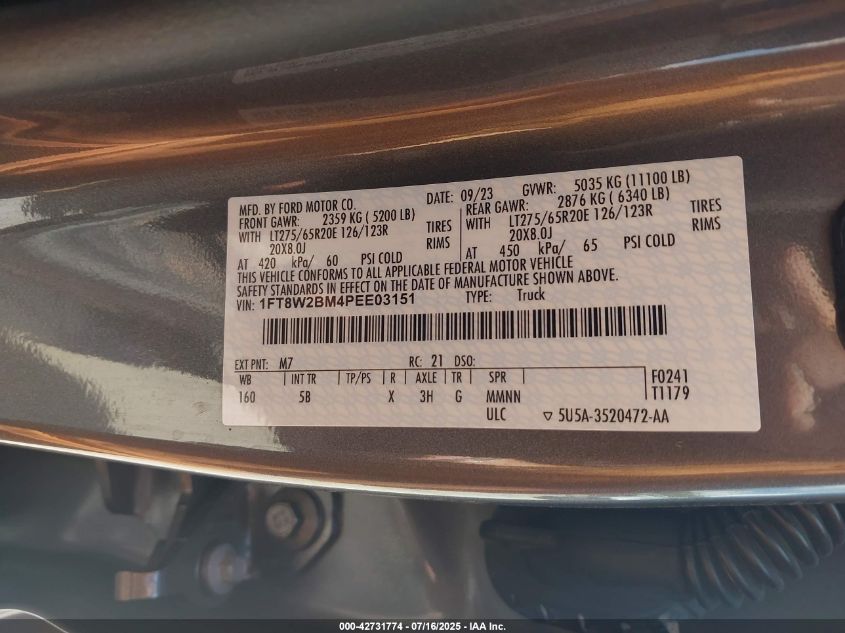 MFD. BY FORD MOTOR CO. DATE: 09/23 GVWR: 5035 KG (11100 LB)
FRONT GAWR: 2359 KG ( 5200 LB) REAR GAWR: 2876 KG ( 6340 LB)
WITH LT275/65R20E 126/123R TIRES WITH LT275/65R20E 126/123R TIRES
20X8.0J RIMS 20X8.0J RIMS
AT 420 kPa/ 60 PSI COLD AT 450 kPa/ 65 PSI COLD
THIS VEHICLE CONFORMS TO ALL APPLICABLE FEDERAL MOTOR VEHICLE
SAFETY STANDARDS IN EFFECT ON THE DATE OF MANUFACTURE SHOWN ABOVE.
VIN: 1FT8W2BM4PEE03151 TYPE: Truck
EXT PNT: M7 RC: 21 DSO:
WB INT TR TP/PS R AXLE TR SPR F0241
160 5B X 3H G MMNN T1179
ULC ▽ 5U5A-3520472-AA
000-42731774 - 07/16/2025 - IAA Inc.